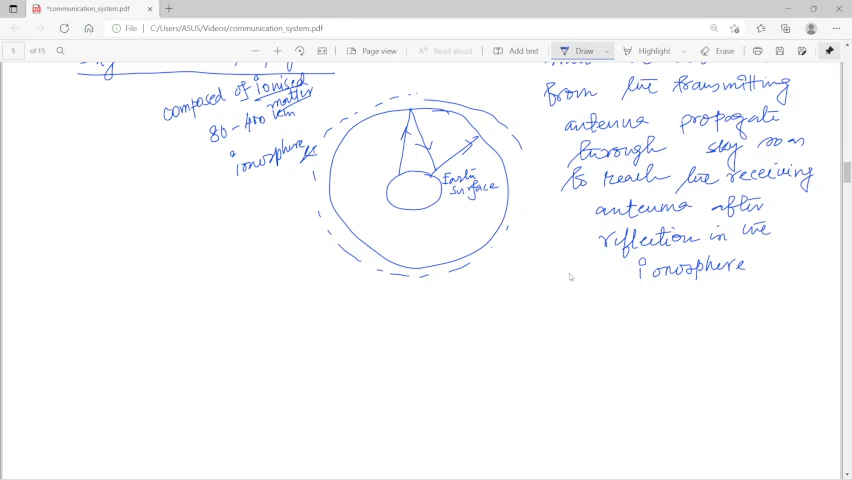 *communication_system.pdf
File
C:/Users/ASUS/Videos/communication_system.pdf
5 of 15
Page view
Read aloud
Add text
Draw
Highlight
Erase
composed of ionised
matter
80-400 km
ionosphere
Earth
surface
from the transmitting
antenna propagate
through sky
to reach the receiving
antenna after
reflection in the
ionosphere